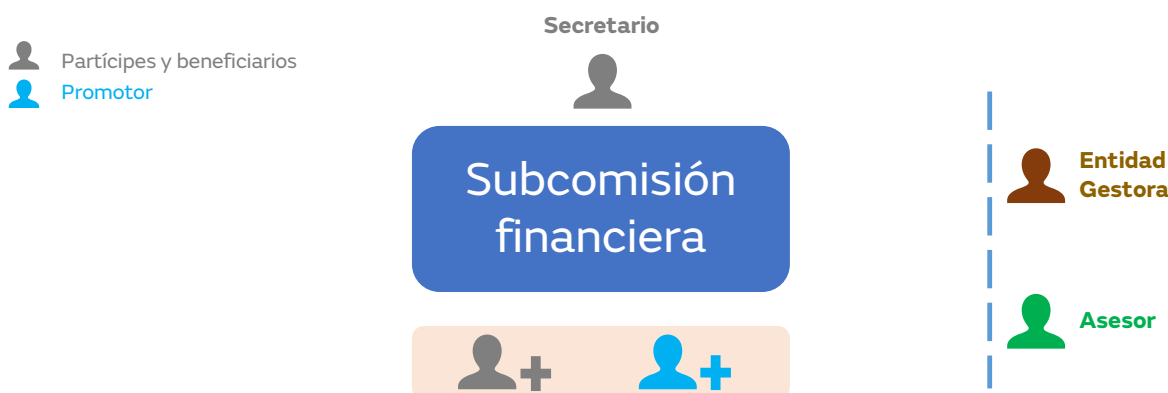 Secretario
Partícipes y beneficiarios
Promotor
Subcomisión
financiera
Entidad
Gestora
Asesor